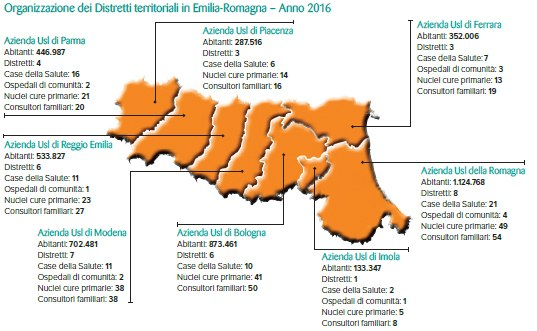 Organizzazione dei Distretti territoriali in Emilia-Romagna – Anno 2016
Azienda Usl di Parma
Abitanti: 446.987
Distretti: 4
Case della Salute: 16
Ospedali di comunità: 2
Nuclei cure primarie: 21
Consultori familiari: 20
Azienda Usl di Piacenza
Abitanti: 287.516
Distretti: 3
Case della Salute: 6
Nuclei cure primarie: 14
Consultori familiari: 16
Azienda Usl di Ferrara
Abitanti: 352.006
Distretti: 3
Case della Salute: 7
Ospedali di comunità: 3
Nuclei cure primarie: 13
Consultori familiari: 19
Azienda Usl di Reggio Emilia
Abitanti: 533.827
Distretti: 6
Case della Salute: 11
Ospedali di comunità: 1
Nuclei cure primarie: 23
Consultori familiari: 27
Azienda Usl della Romagna
Abitanti: 1.124.768
Distretti: 8
Case della Salute: 21
Ospedali di comunità: 4
Nuclei cure primarie: 49
Consultori familiari: 54
Azienda Usl di Modena
Abitanti: 702.481
Distretti: 7
Case della Salute: 11
Ospedali di comunità: 2
Nuclei cure primarie: 38
Consultori familiari: 38
Azienda Usl di Bologna
Abitanti: 873.461
Distretti: 6
Case della Salute: 10
Nuclei cure primarie: 41
Consultori familiari: 50
Azienda Usl di Imola
Abitanti: 133.347
Distretti: 1
Case della Salute: 2
Ospedali di comunità: 1
Nuclei cure primarie: 5
Consultori familiari: 8